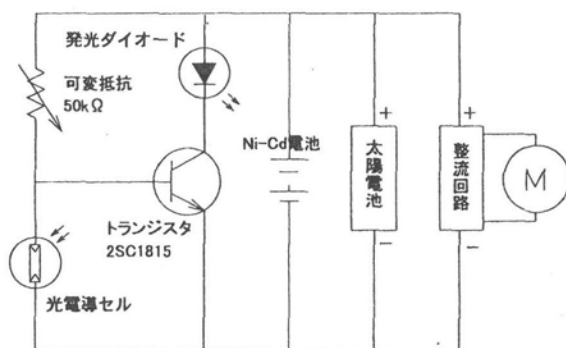 発光ダイオード
可変抵抗
50kΩ
Ni-Cd電池
+
太陽電池
−
+
整流回路
−
M
トランジスタ
2SC1815
光電導セル